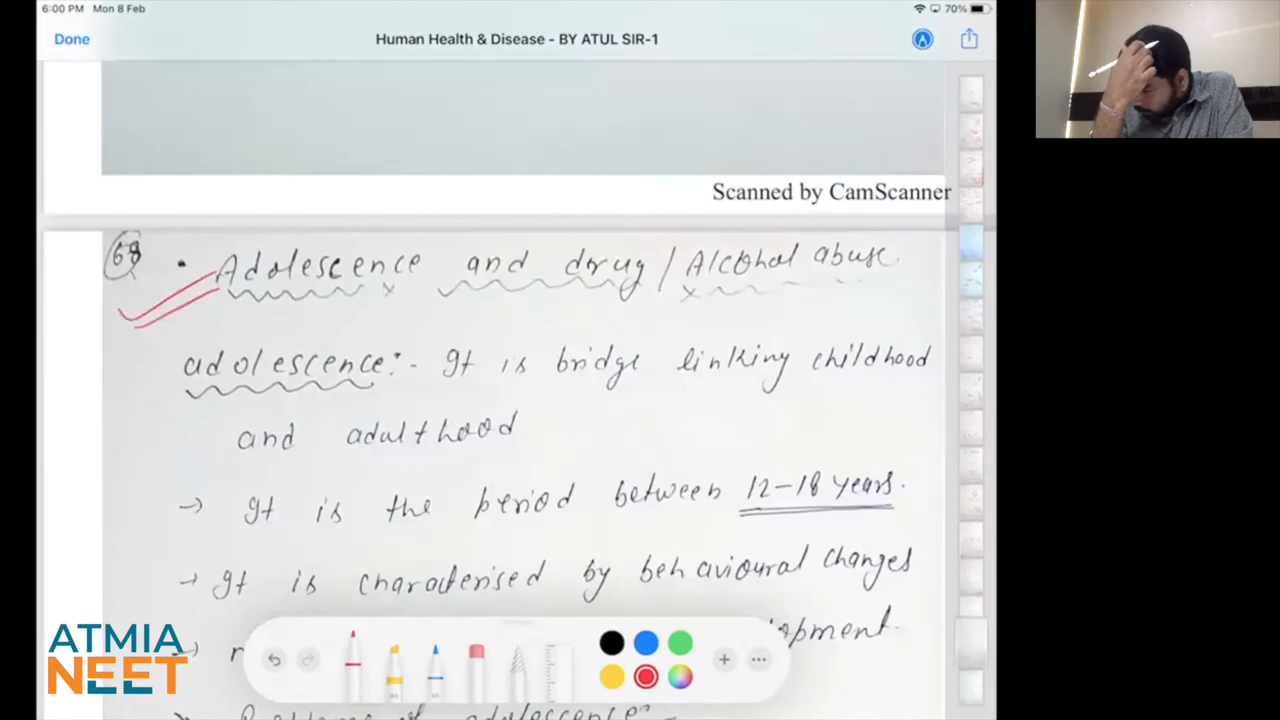 6:00 PM Mon 8 Feb
70%
Done
Human Health & Disease - BY ATUL SIR-1
Scanned by CamScanner
68 • Adolescence and drug / Alcohol abuse
adolescence:- It is bridge linking childhood
and adulthood
→ It is the period between 12-18 years.
→ It is characterised by behavioural changes
ATMIA
NEET
adolescence